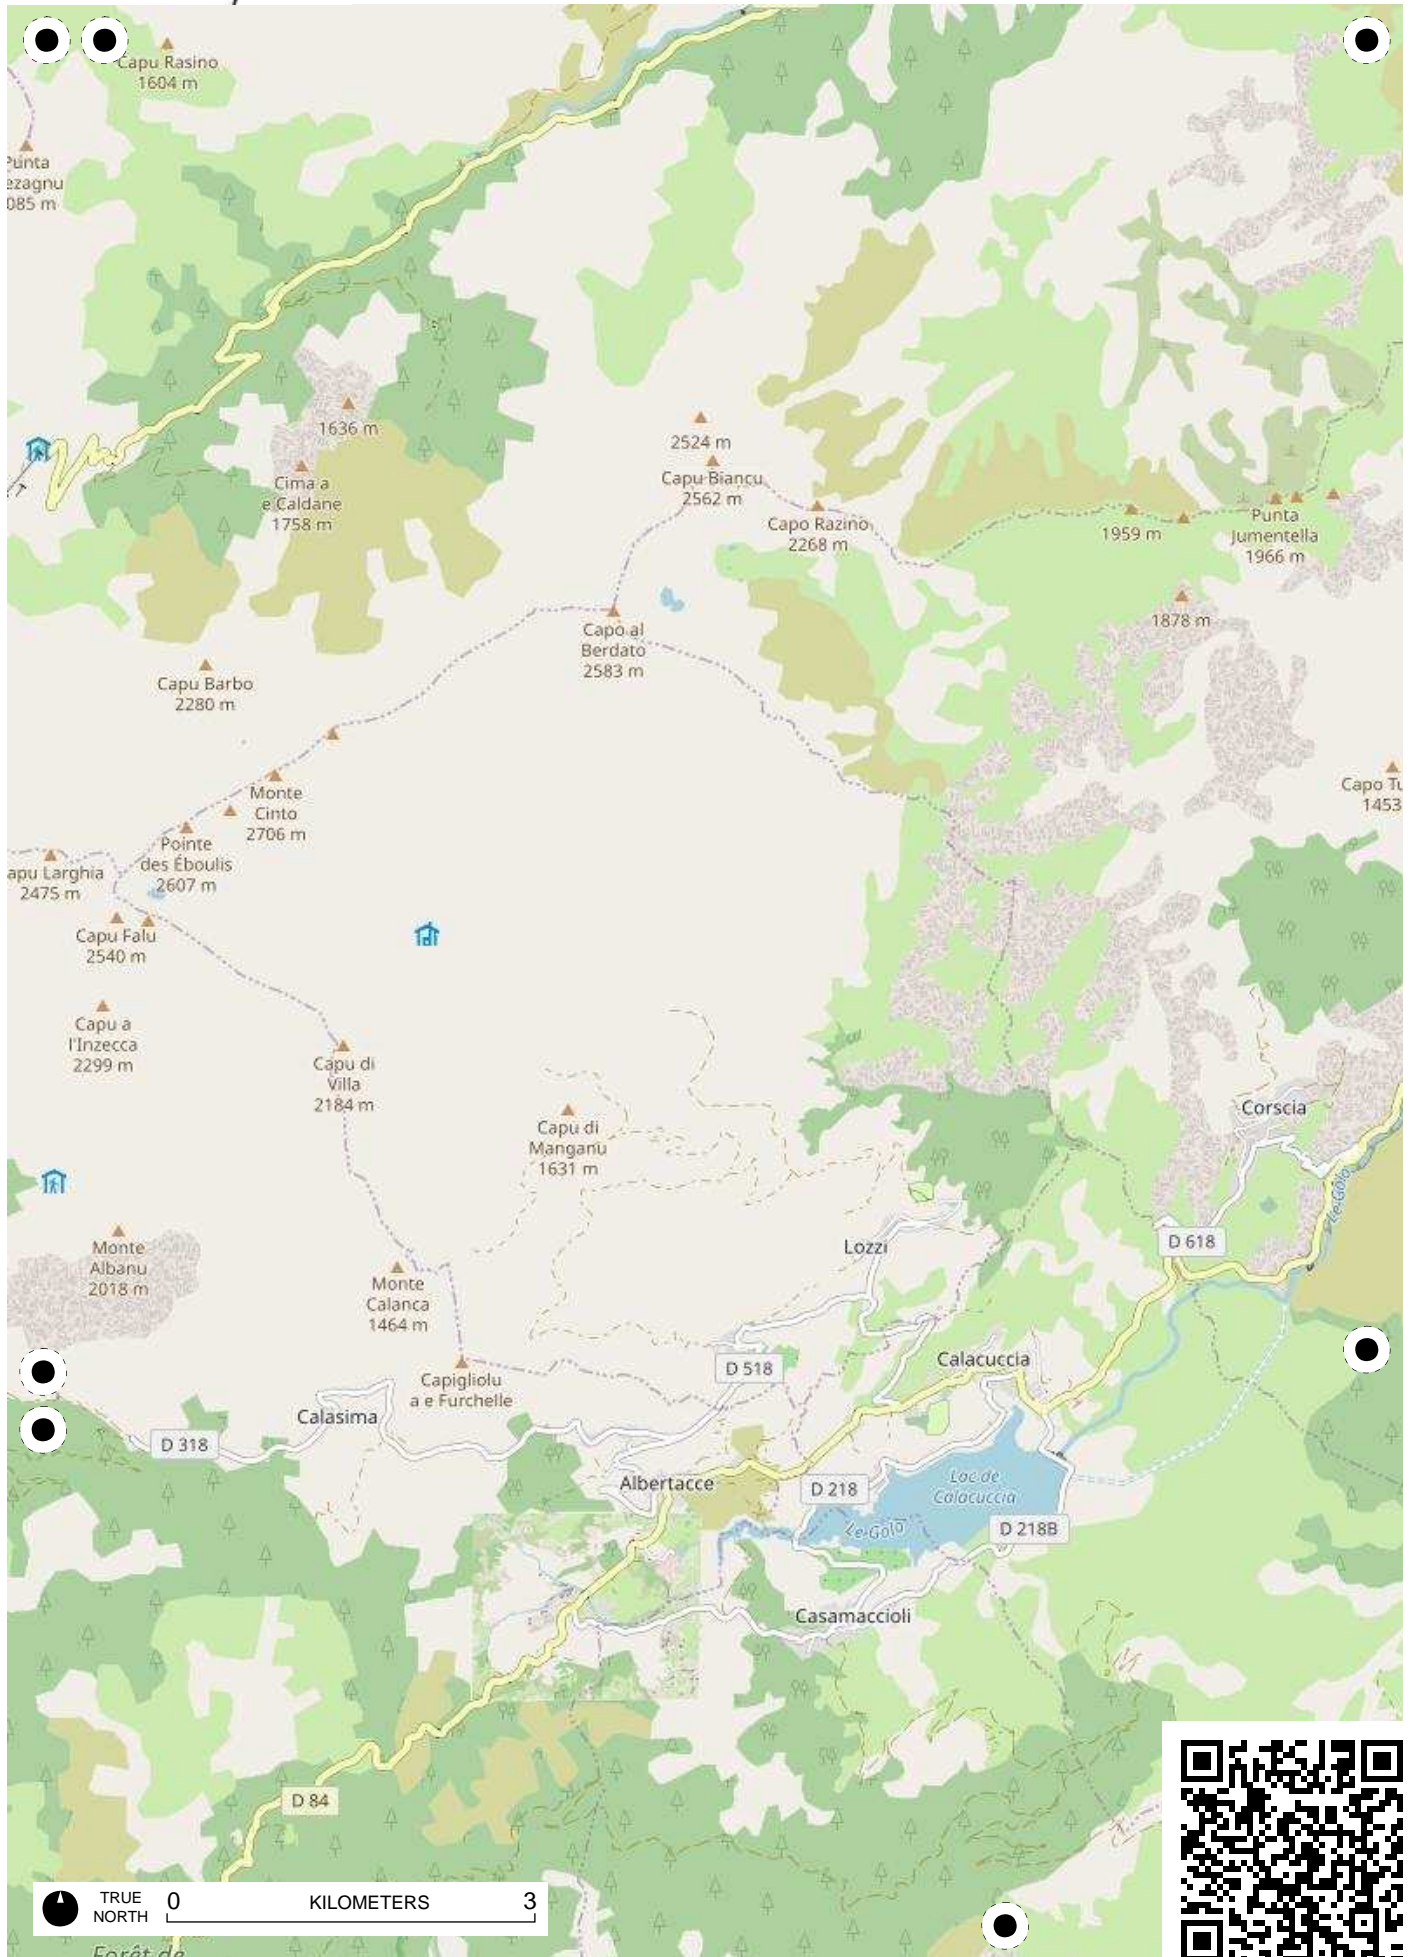 Capu Rasino
1604 m
Punta
ezagnu
085 m
1636 m
Cima a
e Caldane
1758 m
2524 m
Capu Biancu
2562 m
Capo Razino
2268 m
1959 m
Punta
Jumentella
1966 m
1878 m
Capo al
Berdato
2583 m
Capu Barbo
2280 m
Capo Tu
1453
Monte
Cinto
2706 m
Pointe
des Éboulis
2607 m
apu Larghia
2475 m
Capu Falu
2540 m
Capu a
l'Inzecca
2299 m
Capu di
Villa
2184 m
Capu di
Manganu
1631 m
Corscia
Le Golo
D 618
Lozzi
Monte
Albanu
2018 m
Monte
Calanca
1464 m
Capigliolu
a e Furchelle
D 518
Calacuccia
Calasima
D 318
Albertacce
D 218
Lac de
Calacuccia
Le Golo
D 218B
Casamaccioli
D 84
TRUE
NORTH
0 KILOMETERS 3
Forêt de